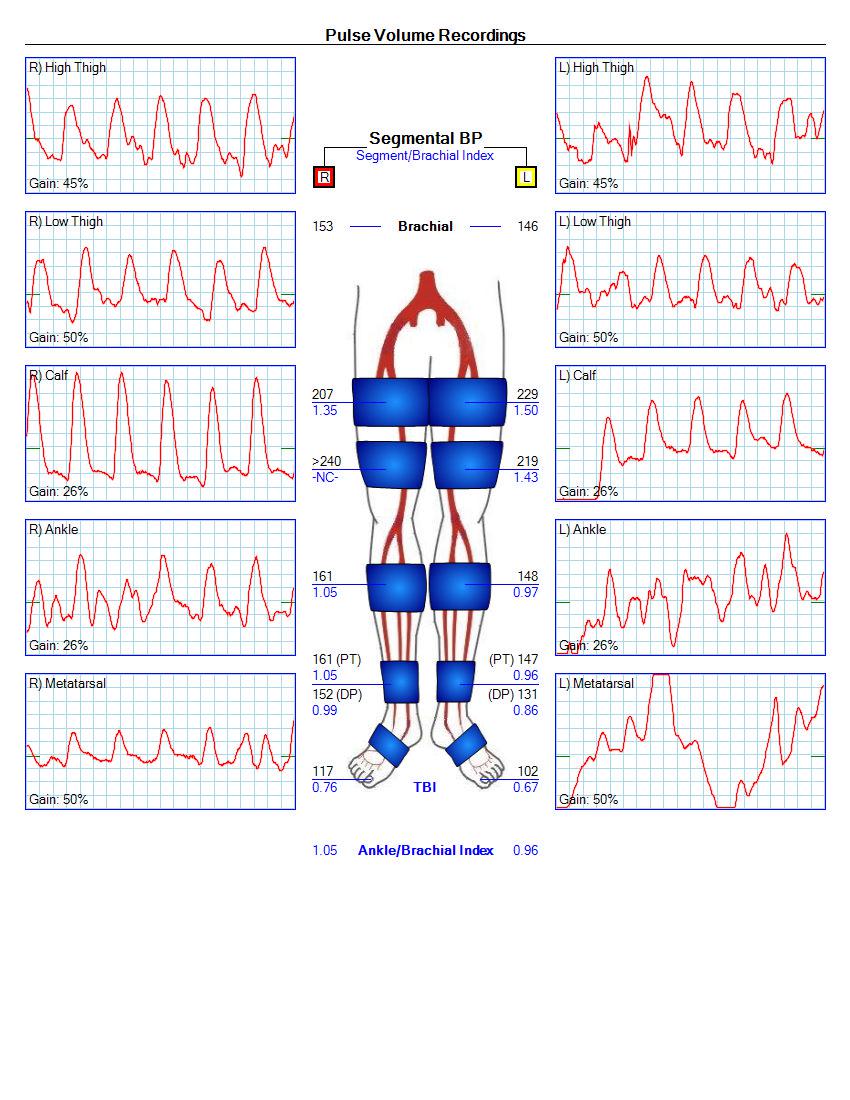 Pulse Volume Recordings
R) High Thigh
Gain: 45%
L) High Thigh
Gain: 45%
Segmental BP
Segment/Brachial Index
R
L
153 Brachial 146
R) Low Thigh
Gain: 50%
L) Low Thigh
Gain: 50%
207 229
1.35 1.50
R) Calf
Gain: 26%
L) Calf
Gain: 26%
>240 219
-NC- 1.43
R) Ankle
Gain: 26%
L) Ankle
Gain: 26%
161 148
1.05 0.97
161 (PT) (PT) 147
1.05 0.96
152 (DP) (DP) 131
0.99 0.86
R) Metatarsal
Gain: 50%
L) Metatarsal
Gain: 50%
117 102
0.76 TBI 0.67
1.05 Ankle/Brachial Index 0.96